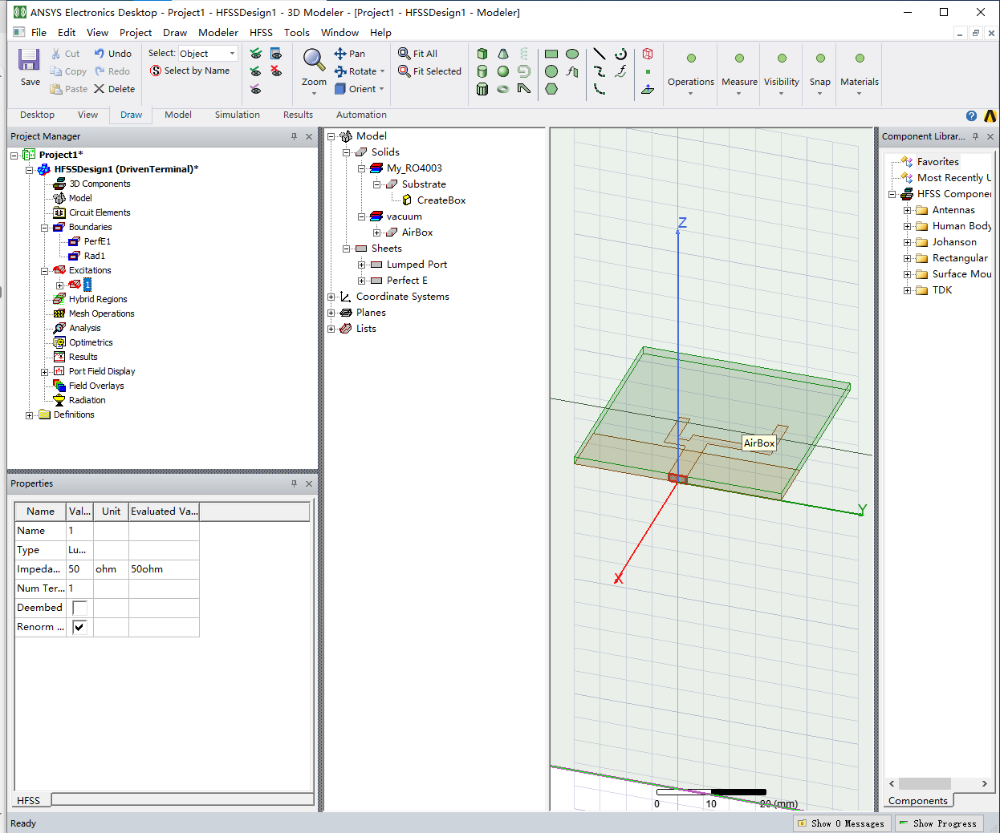 ANSYS Electronics Desktop - Project1 - HFSSDesign1 - 3D Modeler - [Project1 - HFSSDesign1 - Modeler]
File Edit View Project Draw Modeler HFSS Tools Window Help
Save
Cut
Copy
Paste
Undo
Redo
Delete
Select: Object
Select by Name
Zoom
Pan
Rotate
Orient
Fit All
Fit Selected
Operations
Measure
Visibility
Snap
Materials
Desktop View Draw Model Simulation Results Automation
Project Manager
Project1*
HFSSDesign1 (DrivenTerminal)*
3D Components
Model
Circuit Elements
Boundaries
PerfE1
Rad1
Excitations
1
Hybrid Regions
Mesh Operations
Analysis
Optimetrics
Results
Port Field Display
Field Overlays
Radiation
Definitions
Properties
Name Val... Unit Evaluated Va...
Name 1
Type Lu...
Impeda... 50 ohm 50ohm
Num Ter... 1
Deembed
Renorm ...
HFSS
Model
Solids
My_RO4003
Substrate
CreateBox
vacuum
AirBox
Sheets
Lumped Port
Perfect E
Coordinate Systems
Planes
Lists
Z
AirBox
Y
X
0 10 20 (mm)
Component Librar...
Favorites
Most Recently U
HFSS Componer
Antennas
Human Body
Johanson
Rectangular
Surface Mou
TDK
Components
Ready
Show 0 Messages
Show Progress